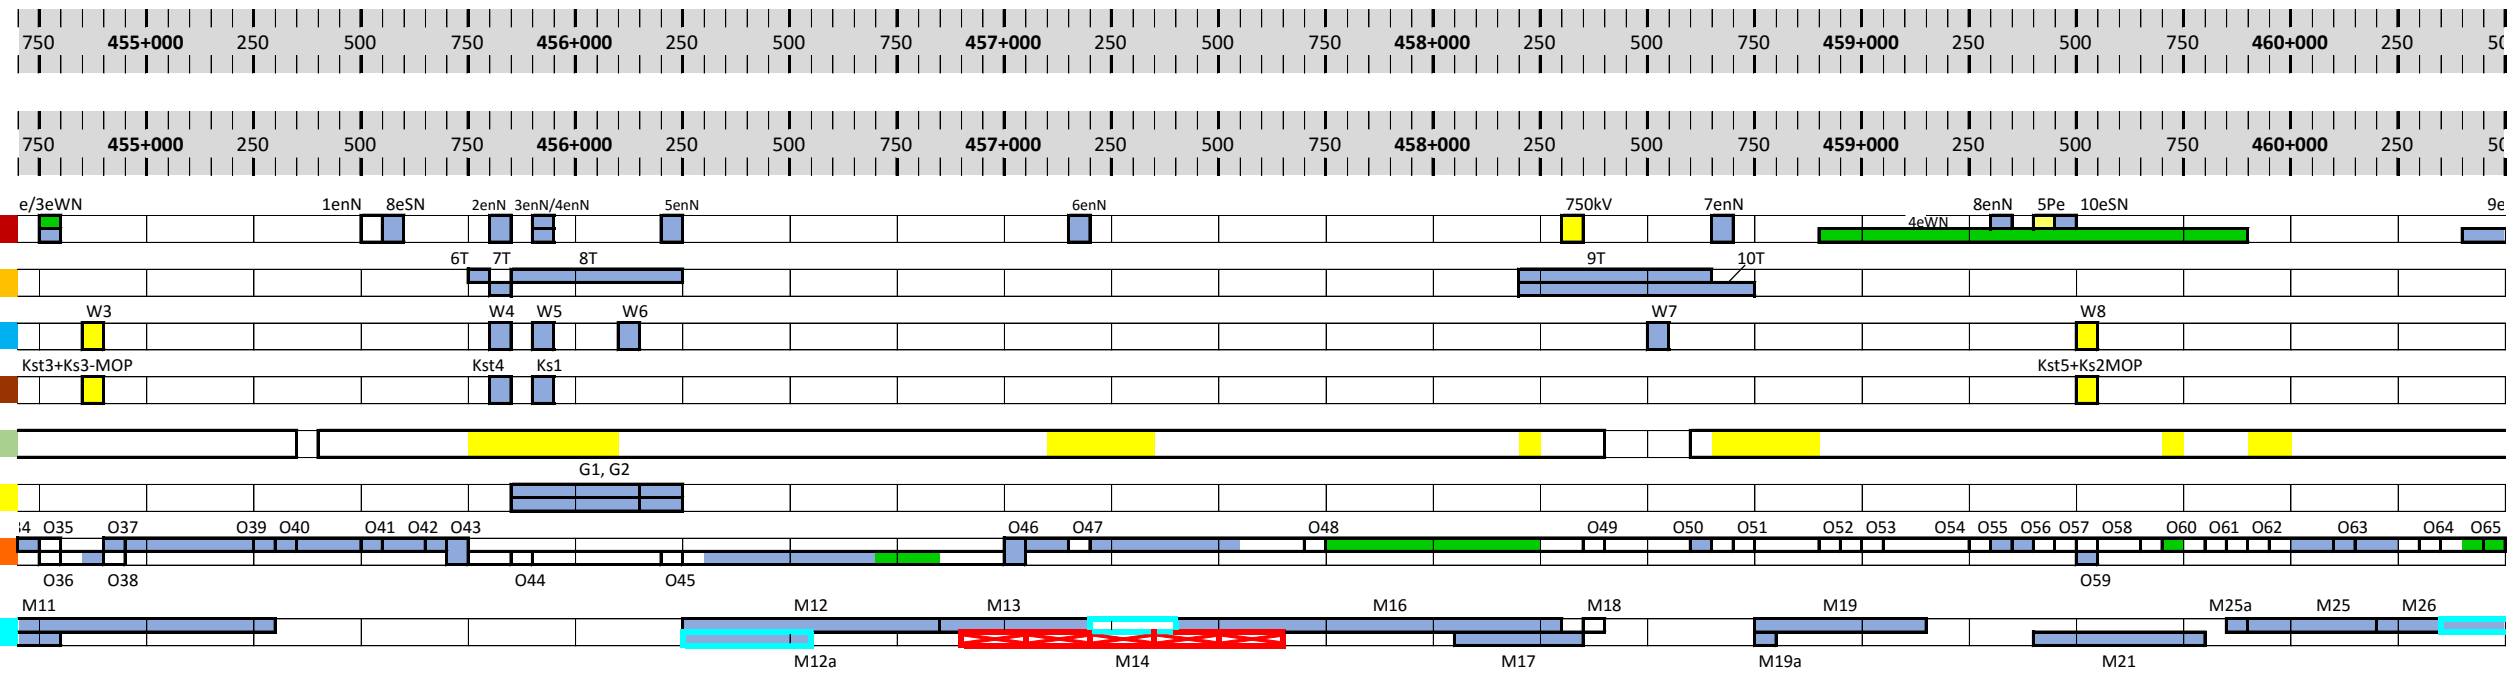 750 455+000 250 500 750 456+000 250 500 750 457+000 250 500 750 458+000 250 500 750 459+000 250 500 750 460+000 250 50
750 455+000 250 500 750 456+000 250 500 750 457+000 250 500 750 458+000 250 500 750 459+000 250 500 750 460+000 250 50
e/3eWN 1enN 8eSN 2enN 3enN/4enN 5enN 6enN 750kV 7enN 8enN 5Pe 10eSN 9e
4eWN
6T 7T 8T 9T 10T
W3 W4 W5 W6 W7 W8
Kst3+Ks3-MOP Kst4 Ks1 Kst5+Ks2MOP
G1, G2
34 O35 O37 O39 O40 O41 O42 O43 O46 O47 O48 O49 O50 O51 O52 O53 O54 O55 O56 O57 O58 O60 O61 O62 O63 O64 O65
O36 O38 O44 O45 O59
M11 M12 M13 M16 M18 M19 M25a M25 M26
M12a M14 M17 M19a M21